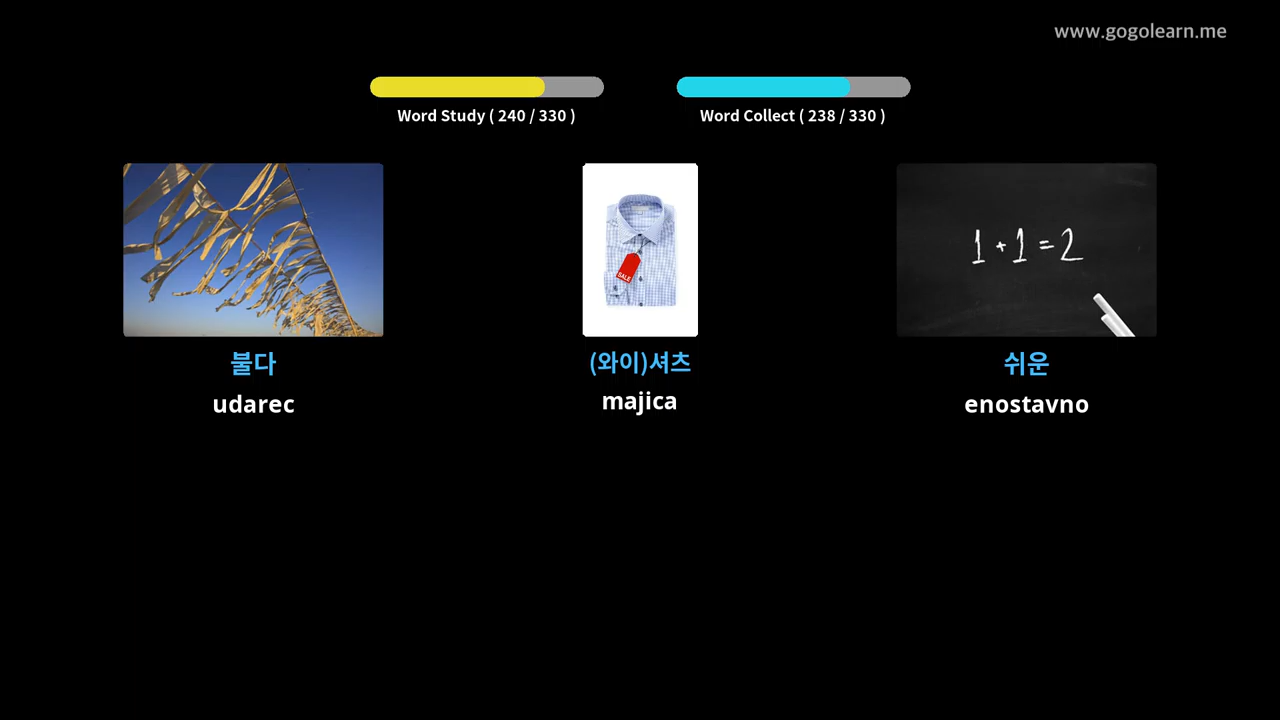 www.gogolearn.me
Word Study ( 240 / 330 )
Word Collect ( 238 / 330 )
SALE
1 + 1 = 2
불다
(와이)셔츠
쉬운
udarec
majica
enostavno